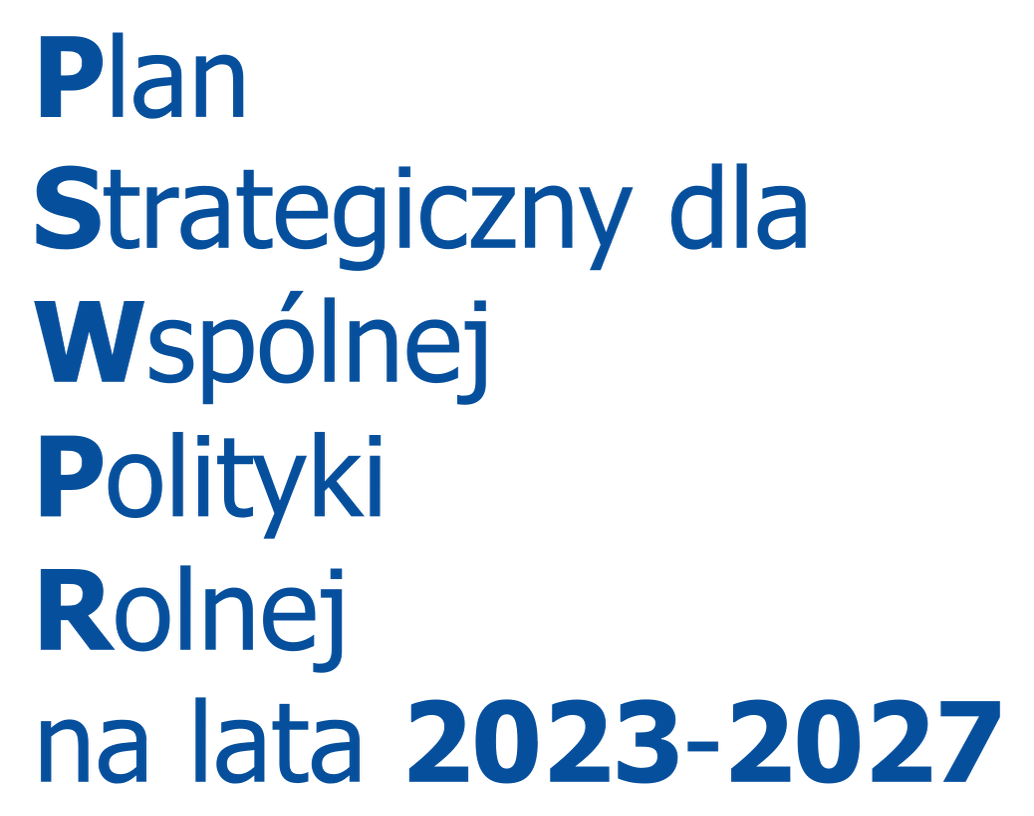 Plan
Strategiczny dla
Wspólnej
Polityki
Rolnej
na lata 2023-2027